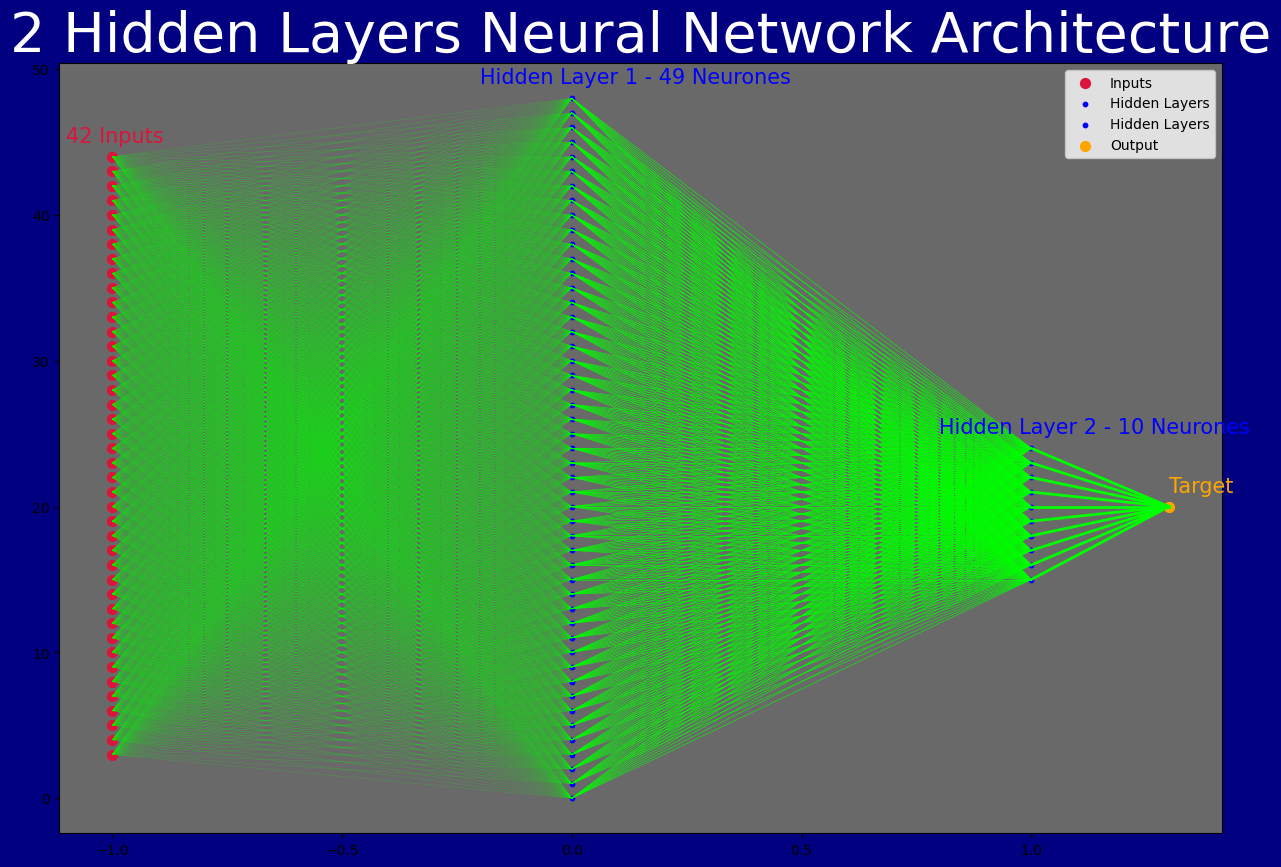 2 Hidden Layers Neural Network Architecture
Hidden Layer 1 - 49 Neurones
Inputs
Hidden Layers
Hidden Layers
Output
42 Inputs
Hidden Layer 2 - 10 Neurones
Target
50
40
30
20
10
0
−1.0
−0.5
0.0
0.5
1.0